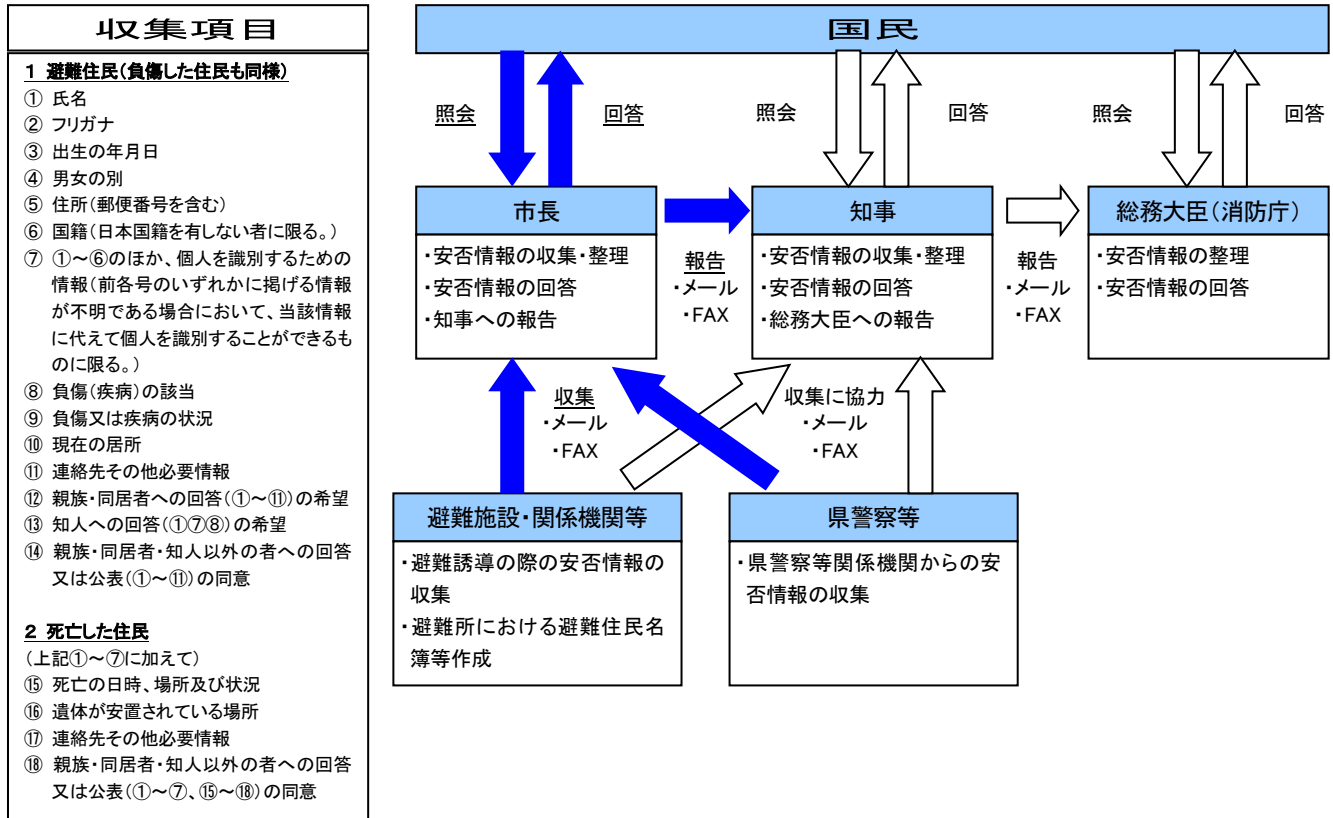 収集項目
1 避難住民(負傷した住民も同様)
① 氏名
② フリガナ
③ 出生の年月日
④ 男女の別
⑤ 住所(郵便番号を含む)
⑥ 国籍(日本国籍を有しない者に限る。)
⑦ ①～⑥のほか、個人を識別するための
情報(前各号のいずれかに掲げる情報
が不明である場合において、当該情報
に代えて個人を識別することができるも
のに限る。)
⑧ 負傷(疾病)の該当
⑨ 負傷又は疾病の状況
⑩ 現在の居所
⑪ 連絡先その他必要情報
⑫ 親族・同居者への回答(①～⑪)の希望
⑬ 知人への回答(①⑦⑧)の希望
⑭ 親族・同居者・知人以外の者への回答
又は公表(①～⑪)の同意
2 死亡した住民
(上記①～⑦に加えて)
⑮ 死亡の日時、場所及び状況
⑯ 遺体が安置されている場所
⑰ 連絡先その他必要情報
⑱ 親族・同居者・知人以外の者への回答
又は公表(①～⑦、⑮～⑱)の同意
国民
照会
回答
照会
回答
照会
回答
市長
・安否情報の収集・整理
・安否情報の回答
・知事への報告
報告
・メール
・FAX
知事
・安否情報の収集・整理
・安否情報の回答
・総務大臣への報告
報告
・メール
・FAX
総務大臣(消防庁)
・安否情報の整理
・安否情報の回答
収集
・メール
・FAX
収集に協力
・メール
・FAX
避難施設・関係機関等
・避難誘導の際の安否情報の
収集
・避難所における避難住民名
簿等作成
県警察等
・県警察等関係機関からの安
否情報の収集